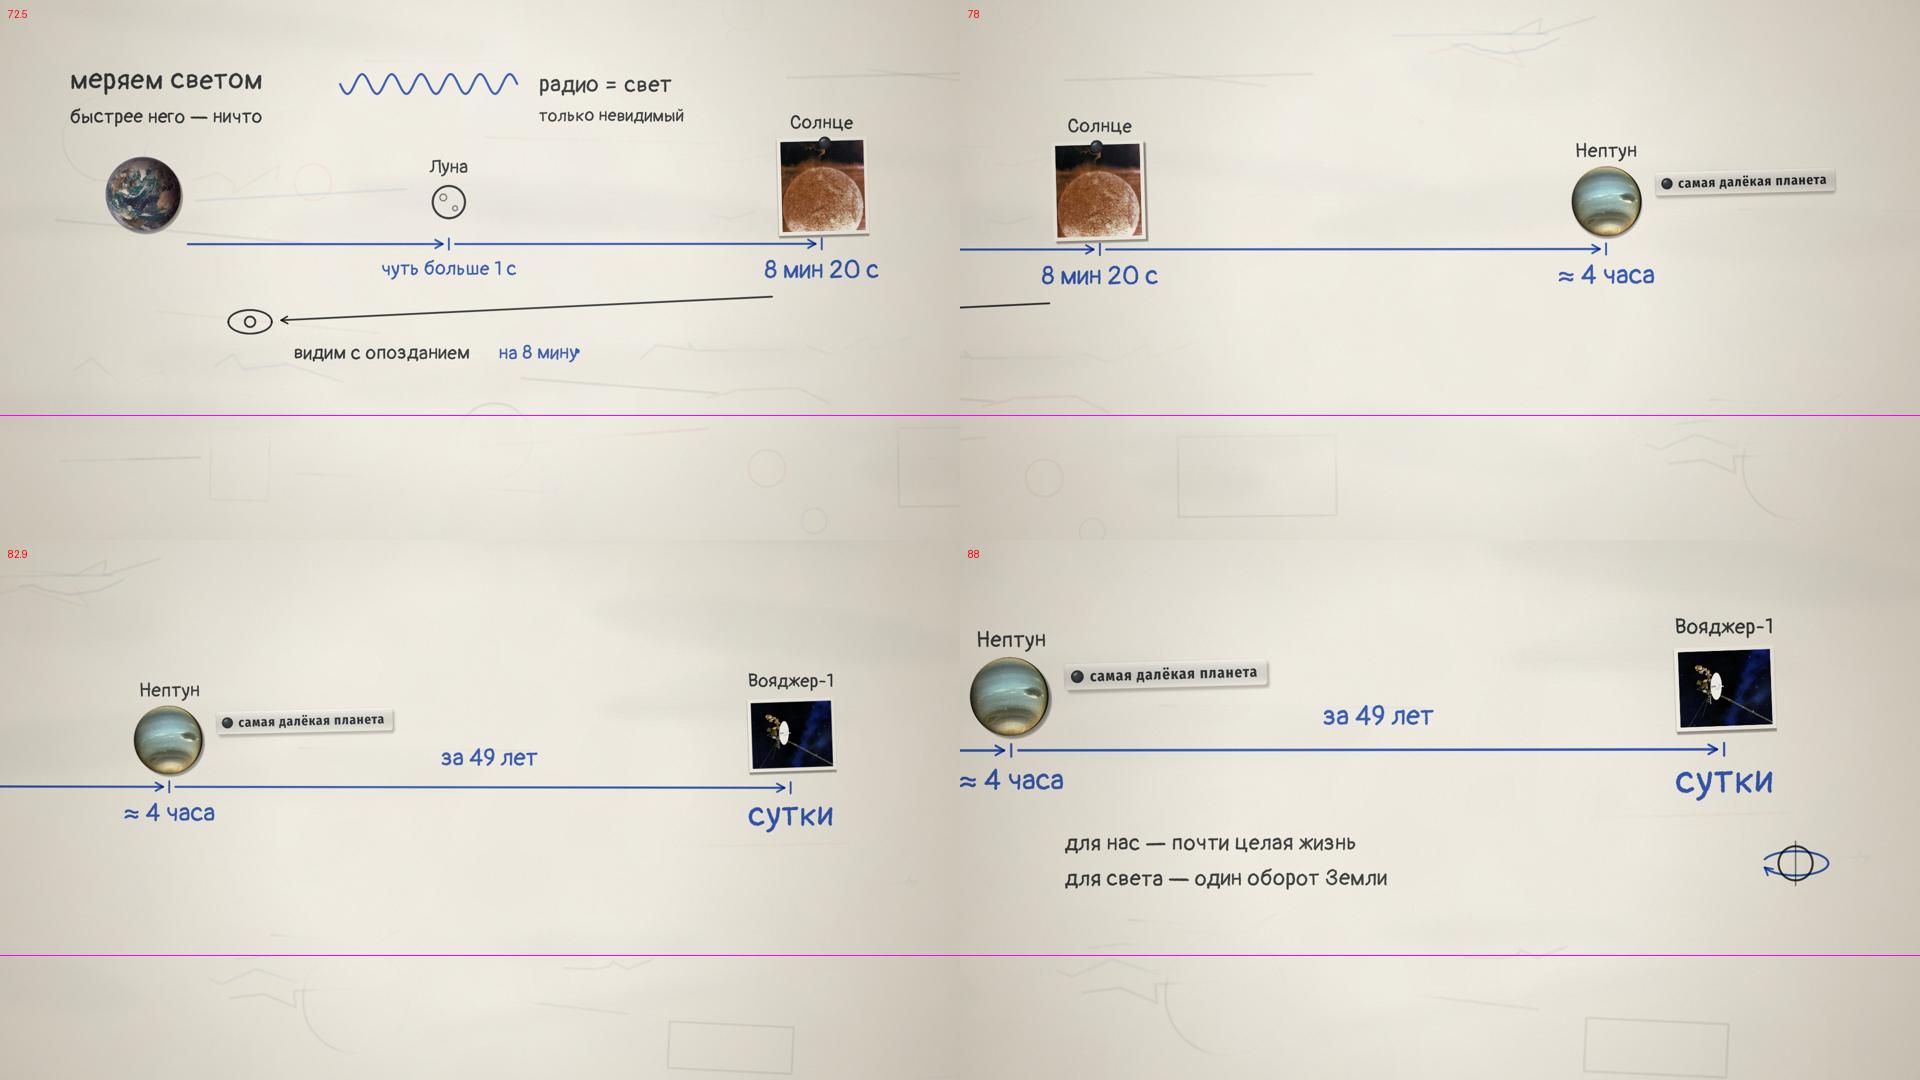 72.5
меряем светом
быстрее него — ничто
радио = свет
только невидимый
Луна
Солнце
чуть больше 1 с
8 мин 20 с
видим с опозданием на 8 мину
78
Солнце
8 мин 20 с
Нептун
самая далёкая планета
≈ 4 часа
82.9
Нептун
самая далёкая планета
≈ 4 часа
за 49 лет
Вояджер-1
сутки
88
Нептун
самая далёкая планета
≈ 4 часа
за 49 лет
Вояджер-1
сутки
для нас — почти целая жизнь
для света — один оборот Земли